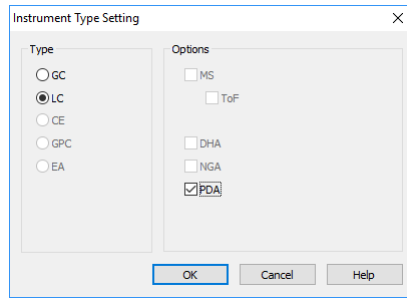 Instrument Type Setting
Type
GC
LC
CE
GPC
EA
Options
MS
ToF
DHA
NGA
PDA
OK
Cancel
Help